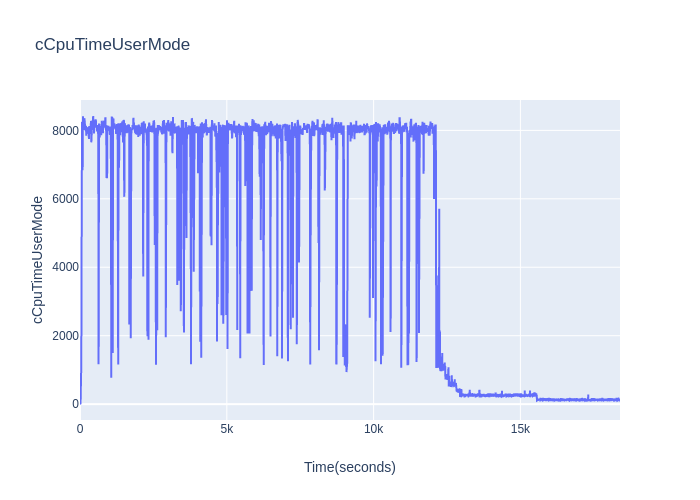 cCpuTimeUserMode
8000
6000
4000
2000
0
cCpuTimeUserMode
0
5k
10k
15k
Time(seconds)